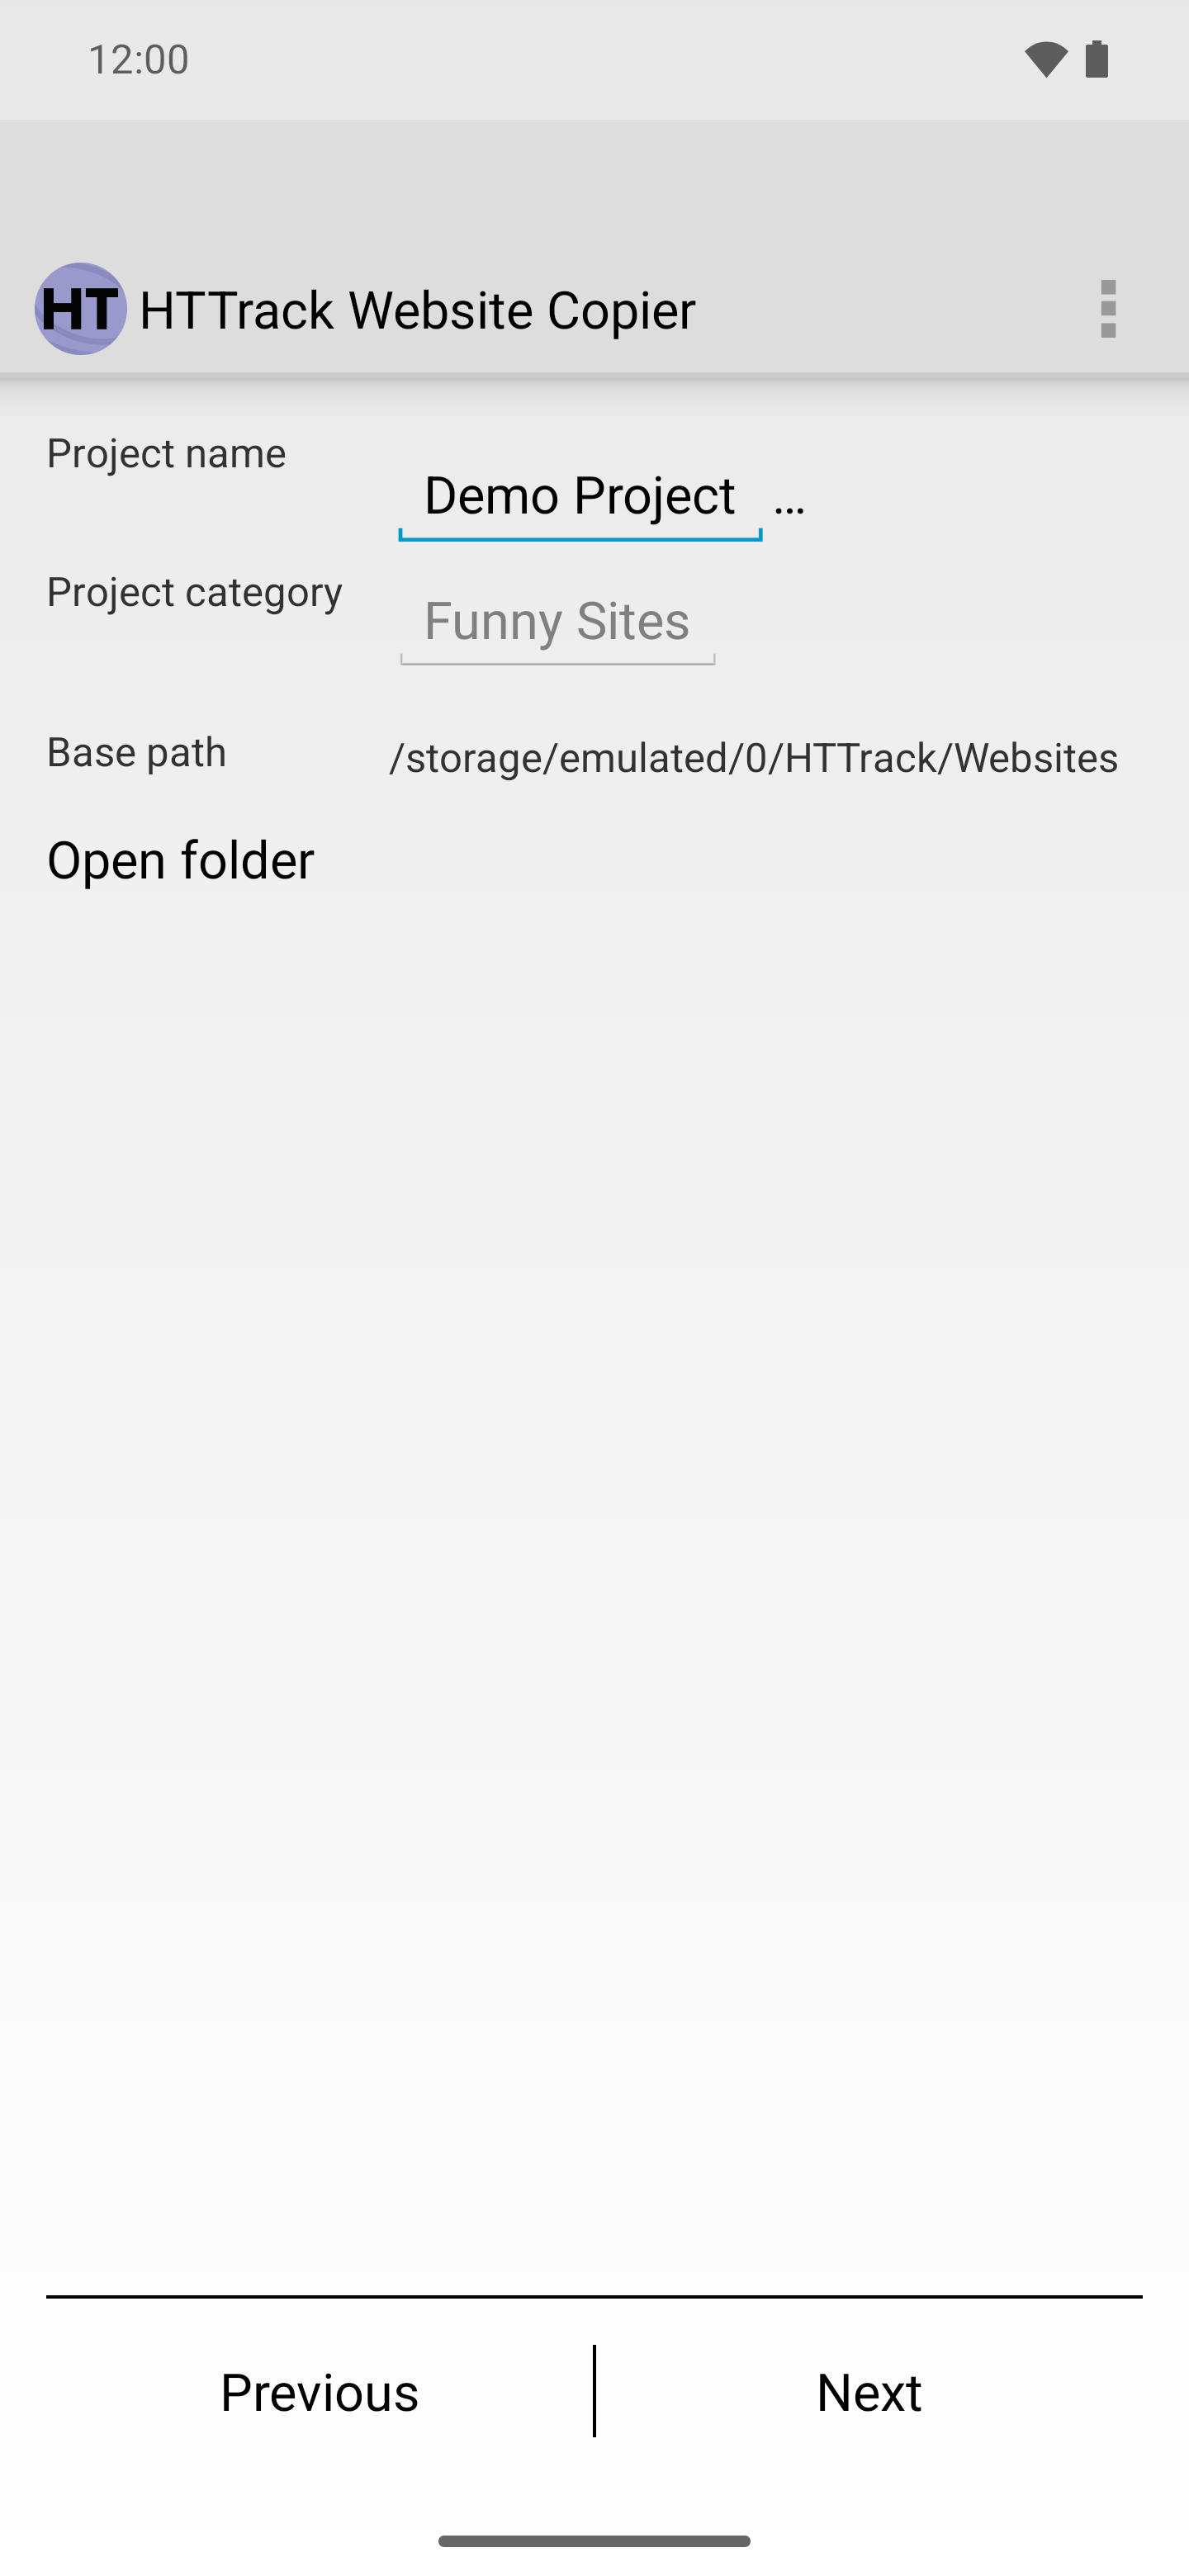 12:00
HT HTTrack Website Copier
Project name
Demo Project ...
Project category
Funny Sites
Base path /storage/emulated/0/HTTrack/Websites
Open folder
Previous Next